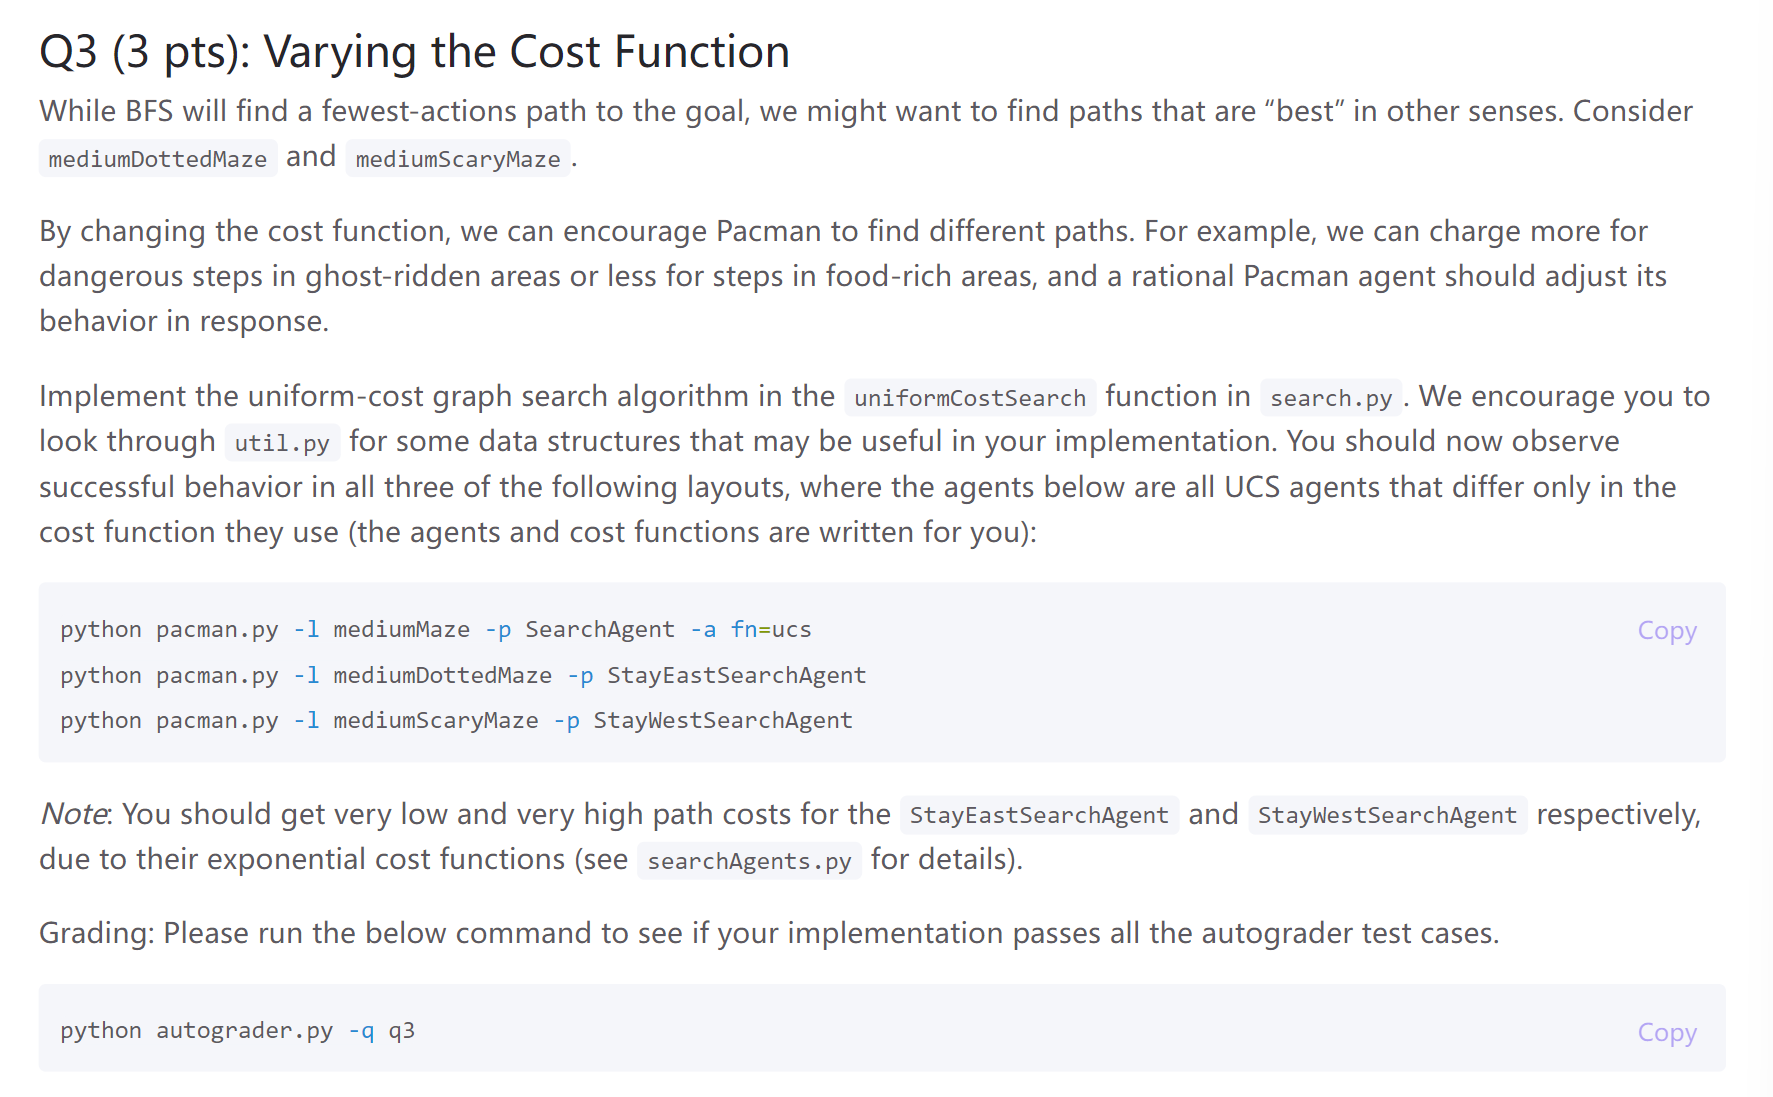 Q3 (3 pts): Varying the Cost Function
While BFS will find a fewest-actions path to the goal, we might want to find paths that are “best” in other senses. Consider
mediumDottedMaze and mediumScaryMaze.
By changing the cost function, we can encourage Pacman to find different paths. For example, we can charge more for
dangerous steps in ghost-ridden areas or less for steps in food-rich areas, and a rational Pacman agent should adjust its
behavior in response.
Implement the uniform-cost graph search algorithm in the uniformCostSearch function in search.py. We encourage you to
look through util.py for some data structures that may be useful in your implementation. You should now observe
successful behavior in all three of the following layouts, where the agents below are all UCS agents that differ only in the
cost function they use (the agents and cost functions are written for you):
python pacman.py -l mediumMaze -p SearchAgent -a fn=ucs
Copy
python pacman.py -l mediumDottedMaze -p StayEastSearchAgent
python pacman.py -l mediumScaryMaze -p StayWestSearchAgent
Note: You should get very low and very high path costs for the StayEastSearchAgent and StayWestSearchAgent respectively,
due to their exponential cost functions (see searchAgents.py for details).
Grading: Please run the below command to see if your implementation passes all the autograder test cases.
python autograder.py -q q3
Copy